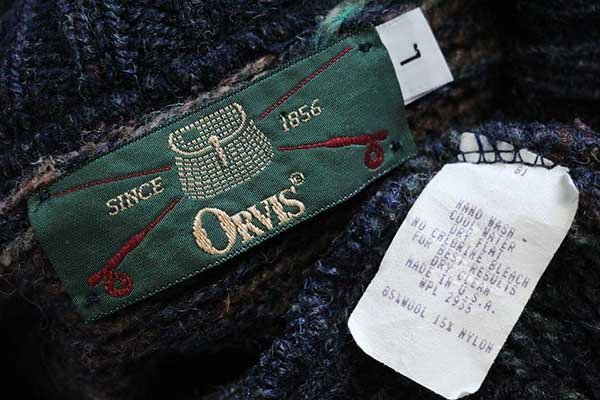 L
SINCE 1856
ORVIS®
HAND WASH
COOL WATER
DRY FLAT
NO CHLORINE BLEACH
FOR BEST RESULTS
DRY CLEAN
MADE IN U.S.A.
WPL 2955
85%WOOL 15% NYLON